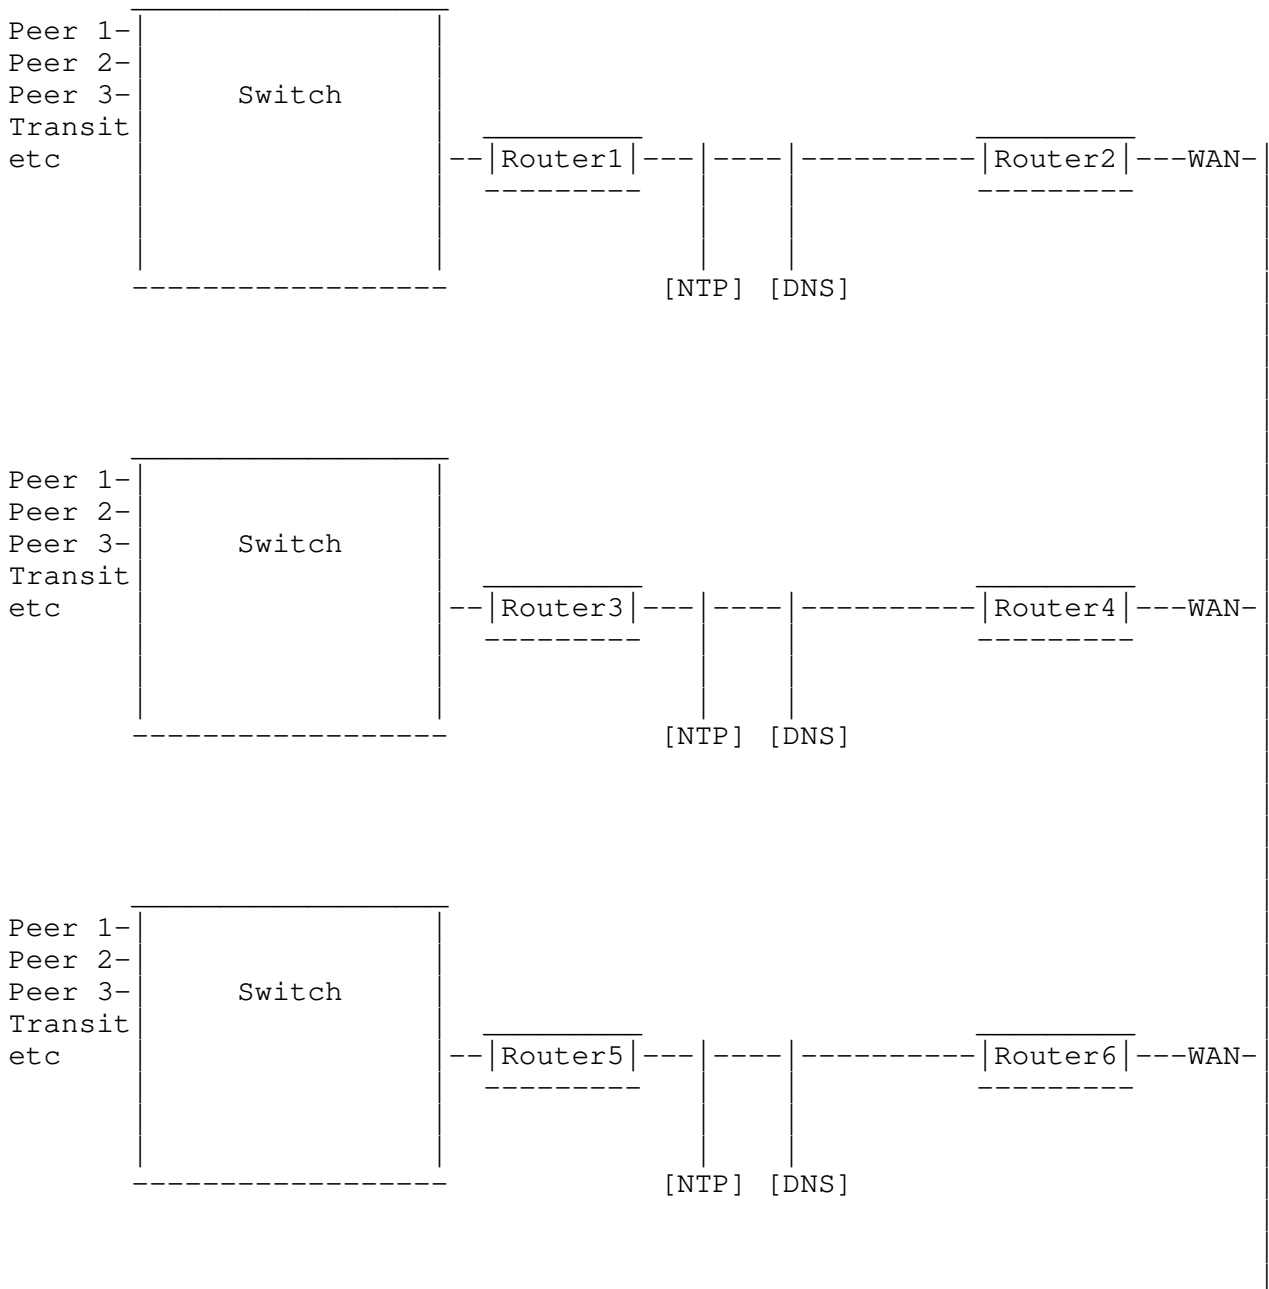 Peer 1-
Peer 2-
Peer 3- Switch
Transit
etc --|Router1|---|----|----------|Router2|---WAN-|
[NTP] [DNS]
Peer 1-
Peer 2-
Peer 3- Switch
Transit
etc --|Router3|---|----|----------|Router4|---WAN-|
[NTP] [DNS]
Peer 1-
Peer 2-
Peer 3- Switch
Transit
etc --|Router5|---|----|----------|Router6|---WAN-|
[NTP] [DNS]